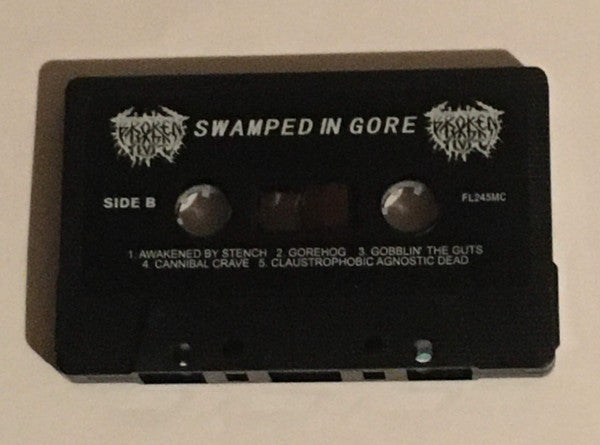 BROKEN HOPE SWAMPED IN GORE BROKEN HOPE
SIDE B
FL245MC
1. AWAKENED BY STENCH 2. GOREHOG 3. GOBBLIN' THE GUTS
4. CANNIBAL CRAVE 5. CLAUSTROPHOBIC AGNOSTIC DEAD